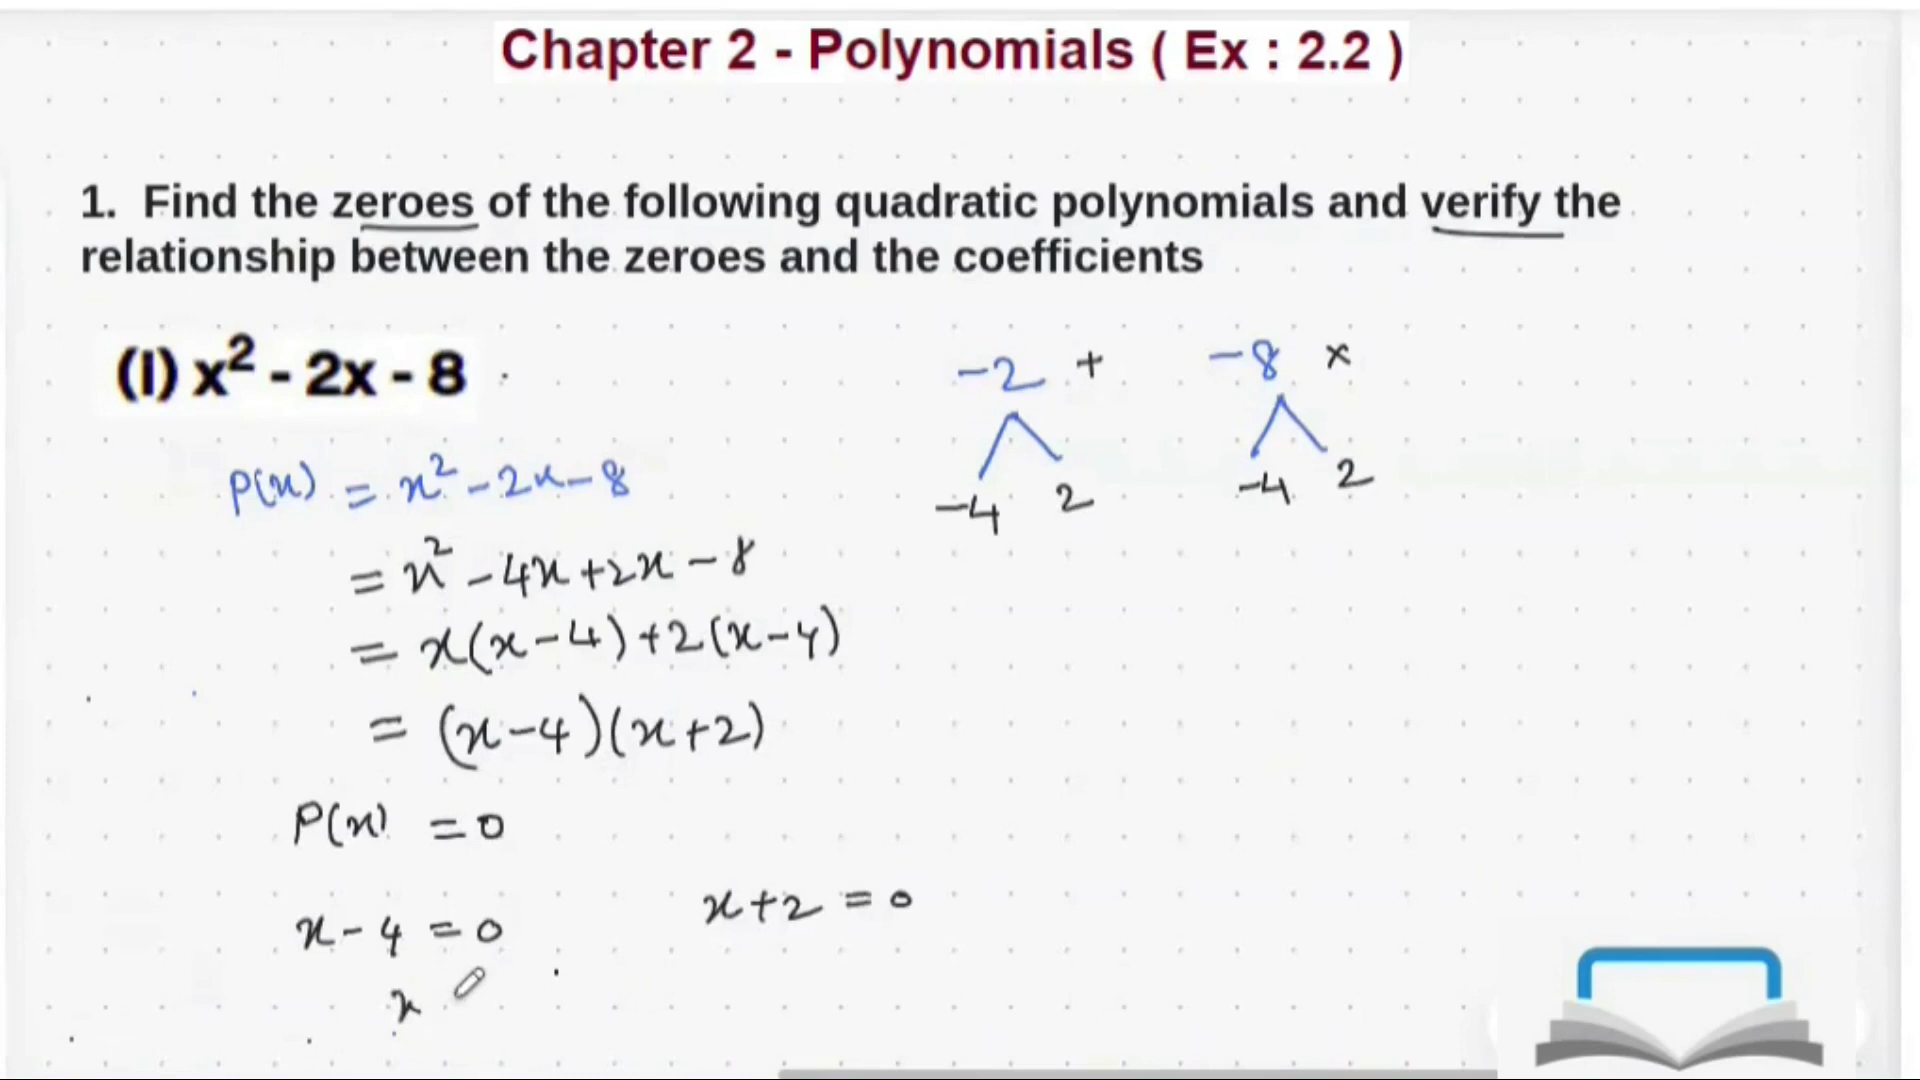 Chapter 2 - Polynomials ( Ex : 2.2 )
1. Find the zeroes of the following quadratic polynomials and verify the
relationship between the zeroes and the coefficients
(I) x² - 2x - 8
-2 + -8 ×
-4 2 -4 2
P(x) = x² - 2x - 8
= x² - 4x + 2x - 8
= x(x-4) + 2(x-4)
= (x-4)(x+2)
P(x) = 0
x - 4 = 0 x + 2 = 0
x